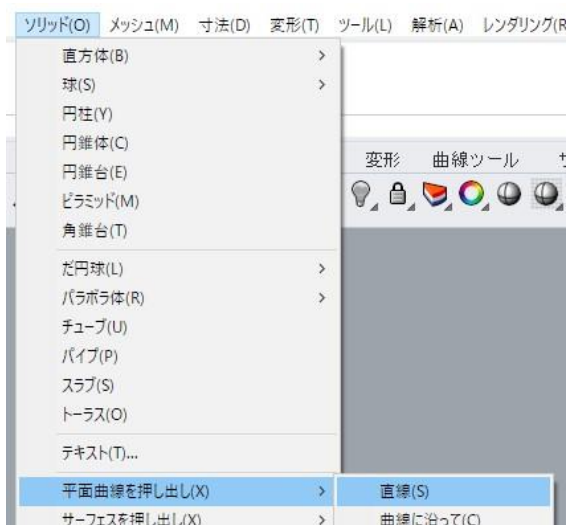 ソリッド(O) メッシュ(M) 寸法(D) 変形(T) ツール(L) 解析(A) レンダリング(R
直方体(B)
球(S)
円柱(Y)
円錐体(C)
円錐台(E)
ピラミッド(M)
角錐台(T)
だ円球(L)
パラボラ体(R)
チューブ(U)
パイプ(P)
スラブ(S)
トーラス(O)
テキスト(T)...
平面曲線を押し出し(X)
サーフェスを押し出し(X)
変形 曲線ツール サ
直線(S)
曲線に沿って(C)